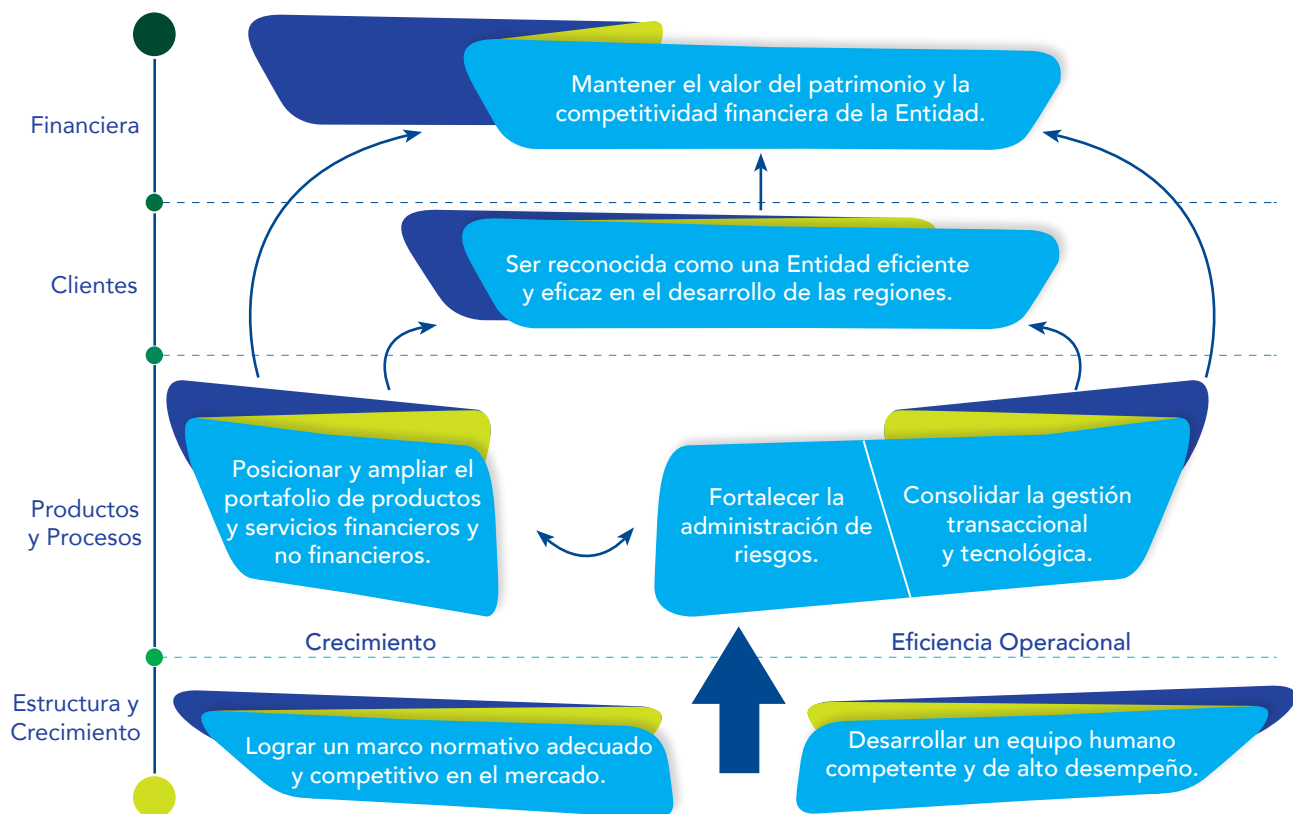 Financiera
Mantener el valor del patrimonio y la
competitividad financiera de la Entidad.
Clientes
Ser reconocida como una Entidad eficiente
y eficaz en el desarrollo de las regiones.
Productos
y Procesos
Posicionar y ampliar el
portafolio de productos
y servicios financieros y
no financieros.
Fortalecer la
administración de
riesgos.
Consolidar la gestión
transaccional
y tecnológica.
Crecimiento
Eficiencia Operacional
Estructura y
Crecimiento
Lograr un marco normativo adecuado
y competitivo en el mercado.
Desarrollar un equipo humano
competente y de alto desempeño.